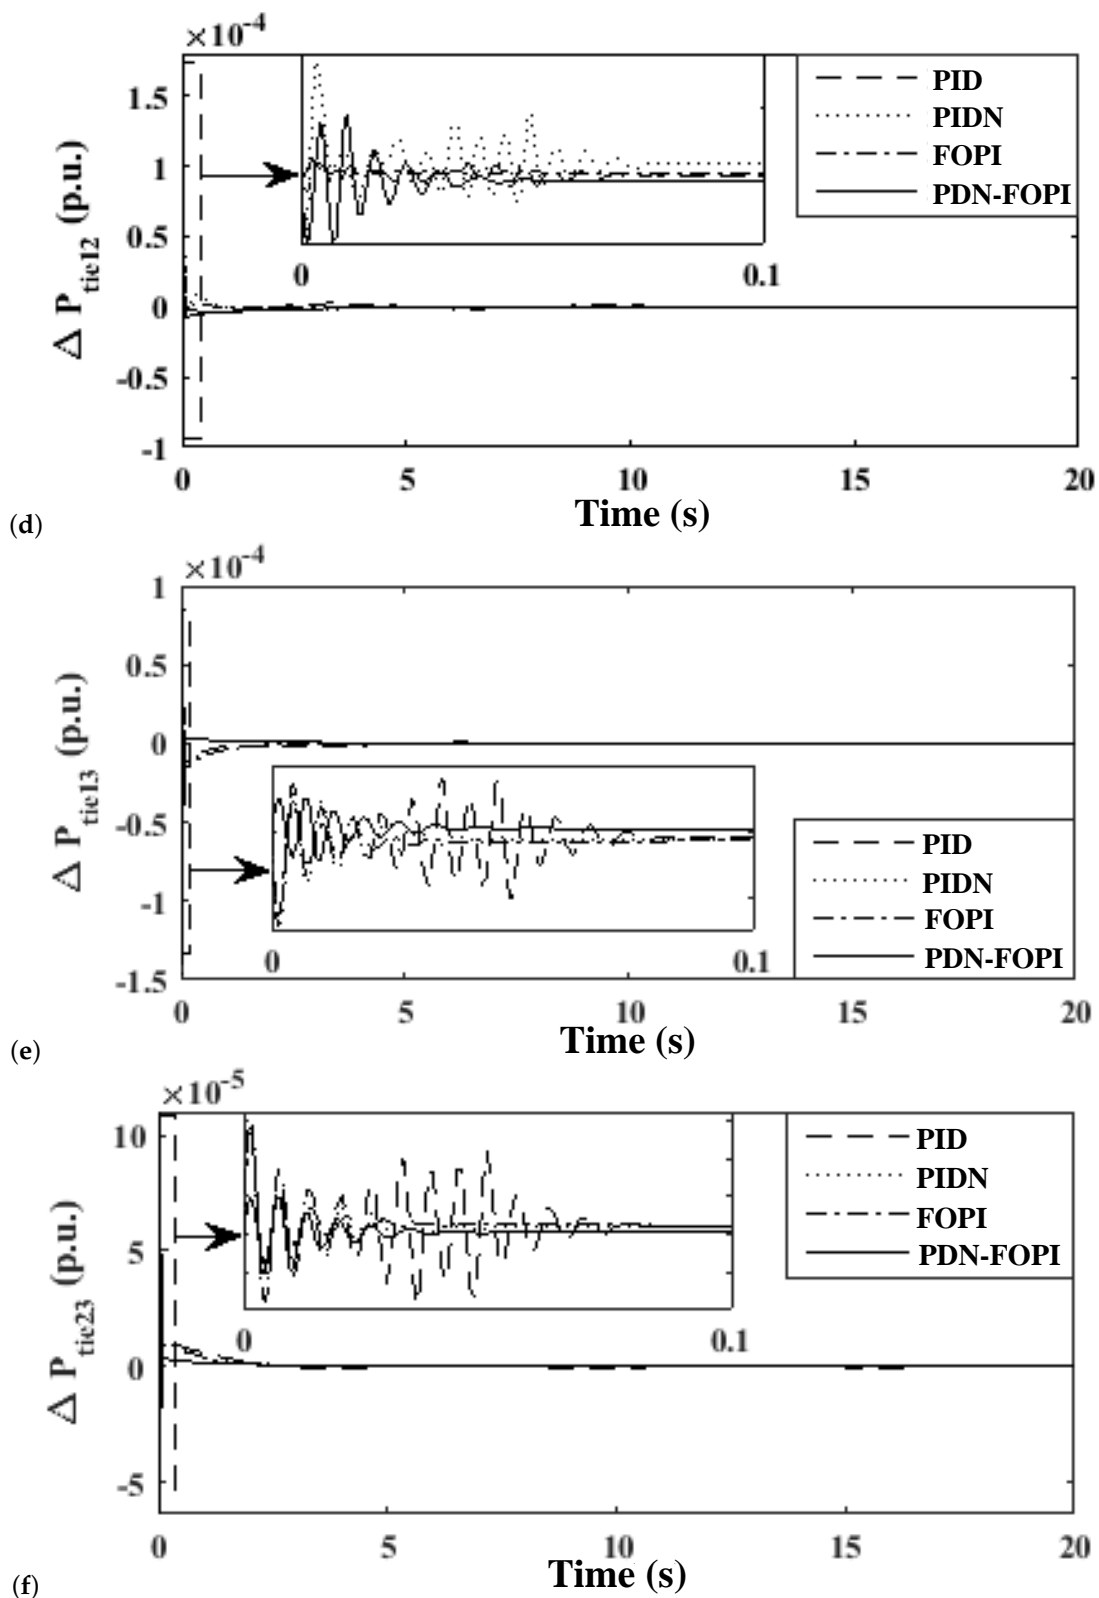 ×10-4
1.5
1
0.5
0
-0.5
-1
Δ Ptie12 (p.u.)
0
0.1
PID
PIDN
FOPI
PDN-FOPI
0
5
10
15
20
Time (s)
(d)
×10-4
1
0.5
0
-0.5
-1
-1.5
Δ Ptie13 (p.u.)
0
0.1
PID
PIDN
FOPI
PDN-FOPI
0
5
10
15
20
Time (s)
(e)
×10-5
10
5
0
-5
Δ Ptie23 (p.u.)
0
0.1
PID
PIDN
FOPI
PDN-FOPI
0
5
10
15
20
Time (s)
(f)